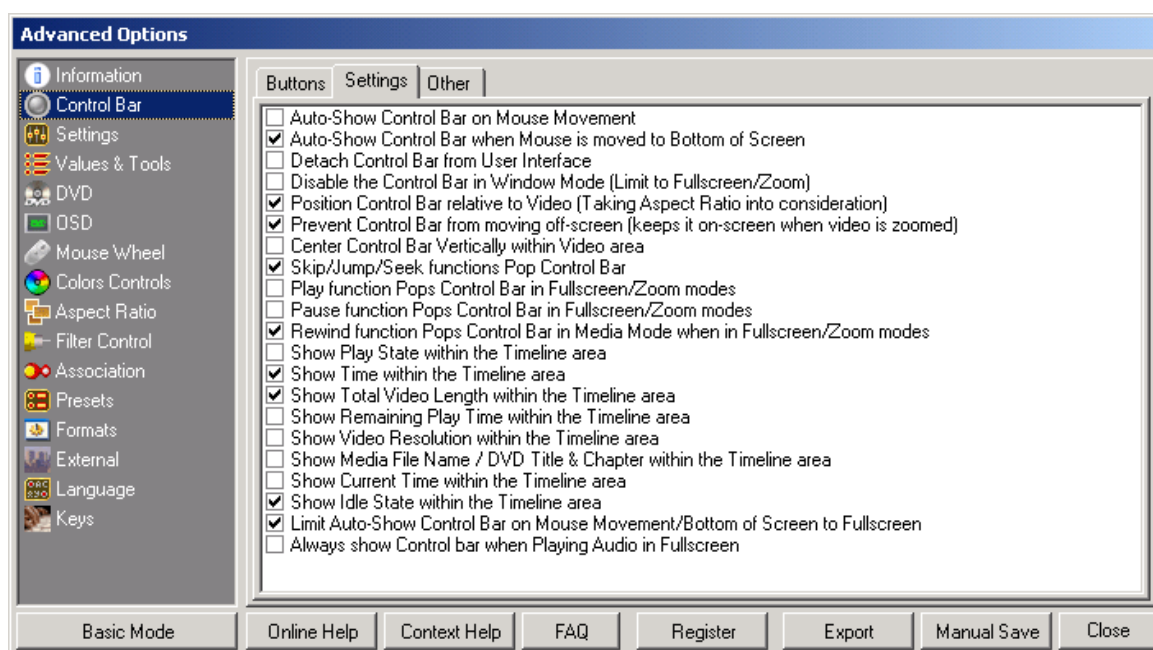 Advanced Options
Information
Control Bar
Settings
Values & Tools
DVD
OSD
Mouse Wheel
Colors Controls
Aspect Ratio
Filter Control
Association
Presets
Formats
External
Language
Keys
Buttons Settings Other
Auto-Show Control Bar on Mouse Movement
Auto-Show Control Bar when Mouse is moved to Bottom of Screen
Detach Control Bar from User Interface
Disable the Control Bar in Window Mode (Limit to Fullscreen/Zoom)
Position Control Bar relative to Video (Taking Aspect Ratio into consideration)
Prevent Control Bar from moving off-screen (keeps it on-screen when video is zoomed)
Center Control Bar Vertically within Video area
Skip/Jump/Seek functions Pop Control Bar
Play function Pops Control Bar in Fullscreen/Zoom modes
Pause function Pops Control Bar in Fullscreen/Zoom modes
Rewind function Pops Control Bar in Media Mode when in Fullscreen/Zoom modes
Show Play State within the Timeline area
Show Time within the Timeline area
Show Total Video Length within the Timeline area
Show Remaining Play Time within the Timeline area
Show Video Resolution within the Timeline area
Show Media File Name / DVD Title & Chapter within the Timeline area
Show Current Time within the Timeline area
Show Idle State within the Timeline area
Limit Auto-Show Control Bar on Mouse Movement/Bottom of Screen to Fullscreen
Always show Control bar when Playing Audio in Fullscreen
Basic Mode Online Help Context Help FAQ Register Export Manual Save Close